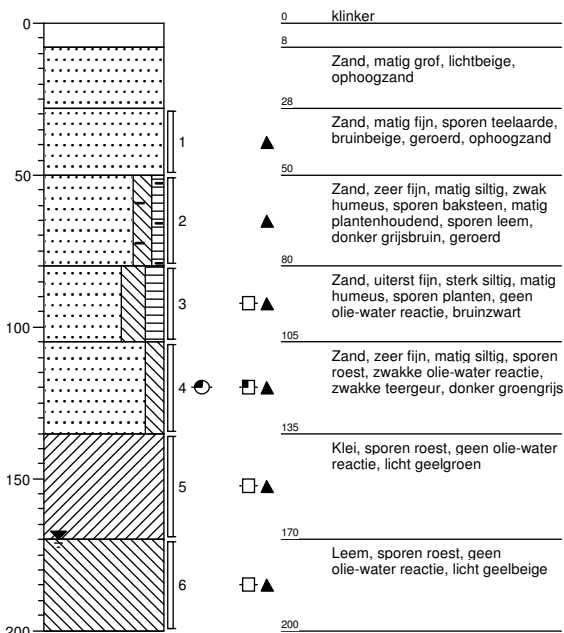 0
0 klinker
8
Zand, matig grof, lichtbeige,
ophoogzand
28
Zand, matig fijn, sporen teelaarde,
bruinbeige, geroerd, ophoogzand
1
50
50
Zand, zeer fijn, matig siltig, zwak
humeus, sporen baksteen, matig
plantenhoudend, sporen leem,
donker grijsbruin, geroerd
2
80
Zand, uiterst fijn, sterk siltig, matig
humeus, sporen planten, geen
olie-water reactie, bruinzwart
3
100
105
Zand, zeer fijn, matig siltig, sporen
roest, zwakke olie-water reactie,
zwakke teergeur, donker groengrijs
4
135
Klei, sporen roest, geen olie-water
reactie, licht geelgroen
150
5
170
Leem, sporen roest, geen
olie-water reactie, licht geelbeige
6
200
200